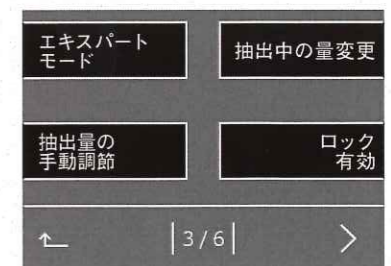 エキスパート
モード
抽出中の量変更
抽出量の
手動調節
ロック
有効
3/6